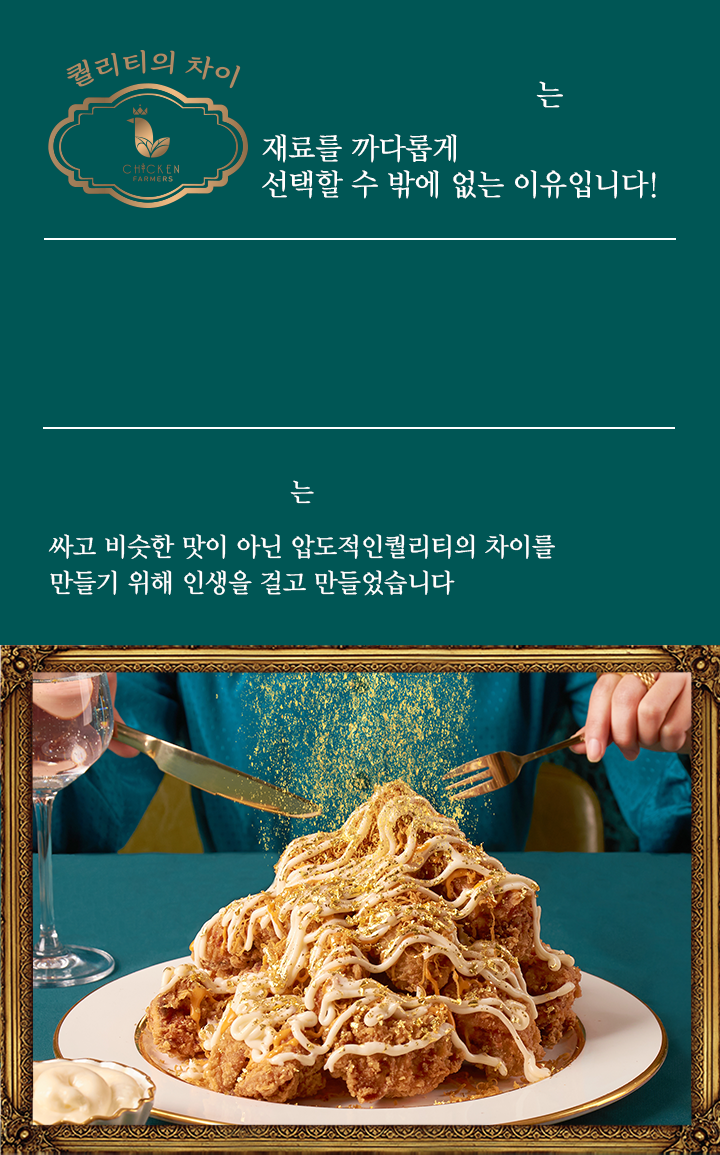 퀄리티의 차이
CHICKEN
FARMERS
는
재료를 까다롭게
선택할 수 밖에 없는 이유입니다!
는
싸고 비슷한 맛이 아닌 압도적인퀄리티의 차이를
만들기 위해 인생을 걸고 만들었습니다